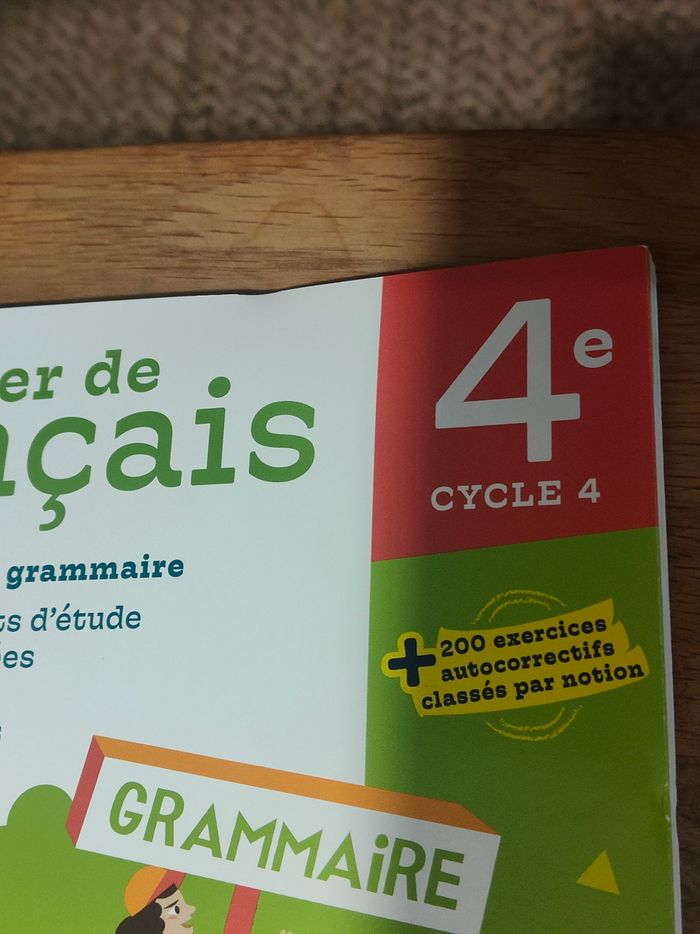 er de
nçais
grammaire
ts d'étude
es
4e
CYCLE 4
+ 200 exercices
autocorrectifs
classés par notion
GRAMMAiRE